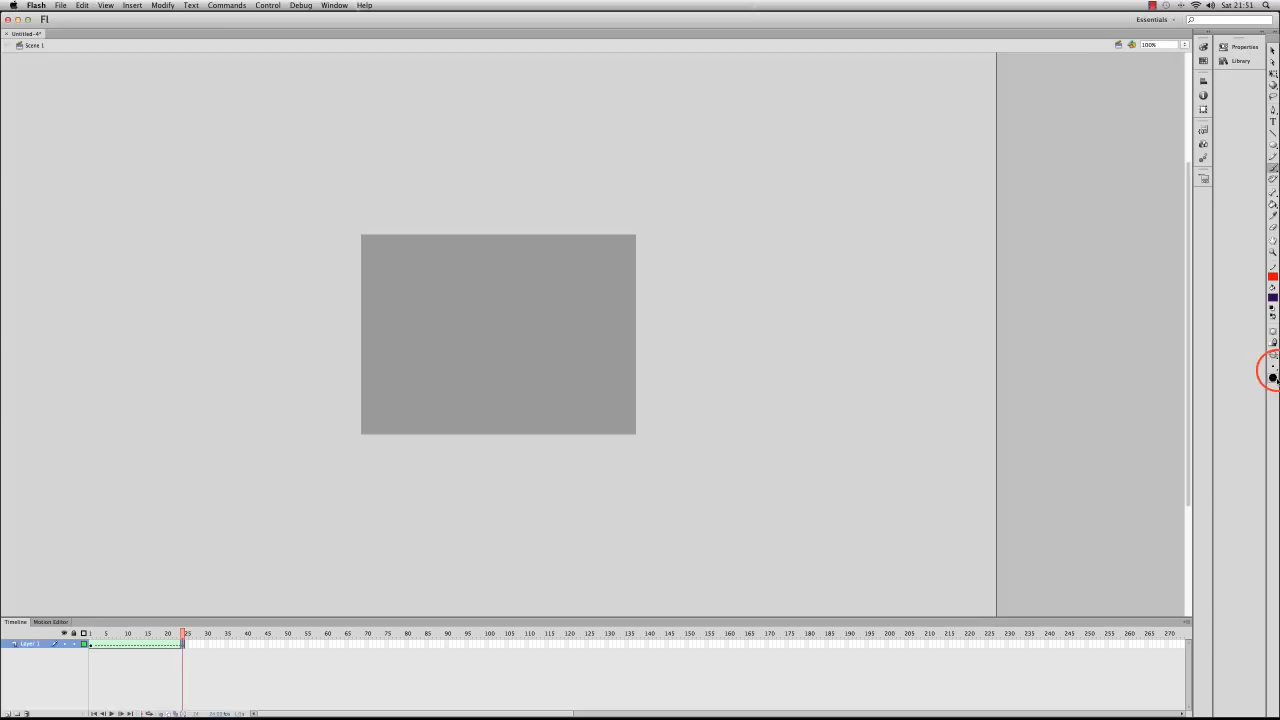 Flash File Edit View Insert Modify Text Commands Control Debug Window Help Sat 21:51
Fl Essentials
Untitled-4*
Scene 1 100%
Properties
Library
T
Timeline Motion Editor
1 5 10 15 20 25 30 35 40 45 50 55 60 65 70 75 80 85 90 95 100 105 110 115 120 125 130 135 140 145 150 155 160 165 170 175 180 185 190 195 200 205 210 215 220 225 230 235 240 245 250 255 260 265 270
Layer 1
24 24.00 fps